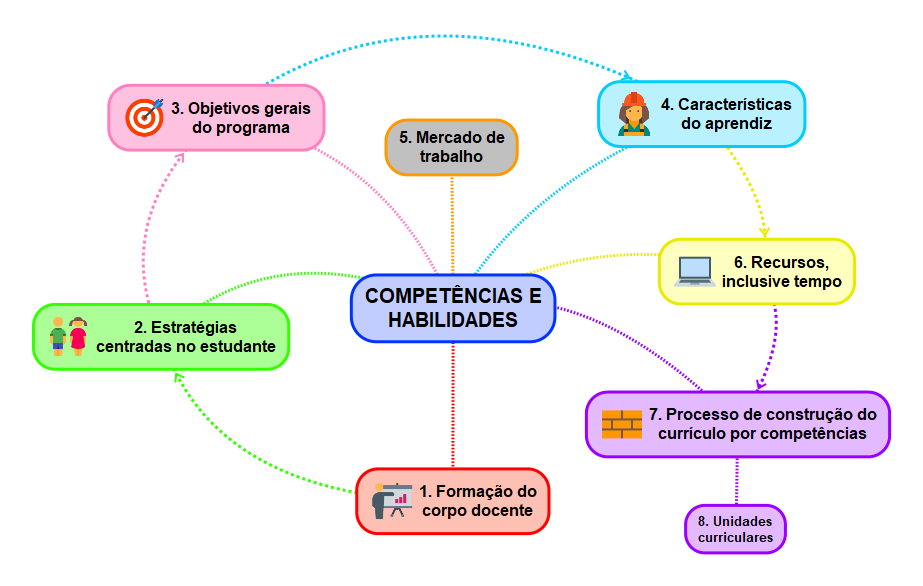 3. Objetivos gerais
do programa
4. Características
do aprendiz
5. Mercado de
trabalho
6. Recursos,
inclusive tempo
COMPETÊNCIAS E
HABILIDADES
2. Estratégias
centradas no estudante
7. Processo de construção do
currículo por competências
1. Formação do
corpo docente
8. Unidades
curriculares